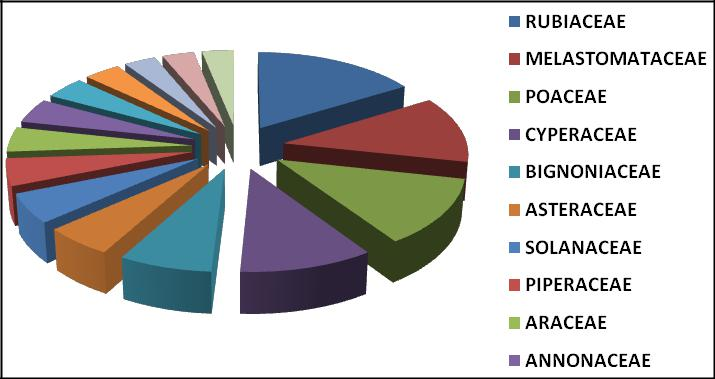 RUBIACEAE
MELASTOMATACEAE
POACEAE
CYPERACEAE
BIGNONIACEAE
ASTERACEAE
SOLANACEAE
PIPERACEAE
ARACEAE
ANNONACEAE